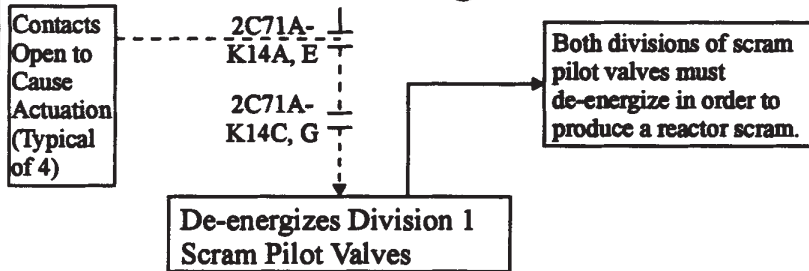 Contacts
Open to
Cause
Actuation
(Typical
of 4)
2C71A-
K14A, E
2C71A-
K14C, G
Both divisions of scram
pilot valves must
de-energize in order to
produce a reactor scram.
De-energizes Division 1
Scram Pilot Valves